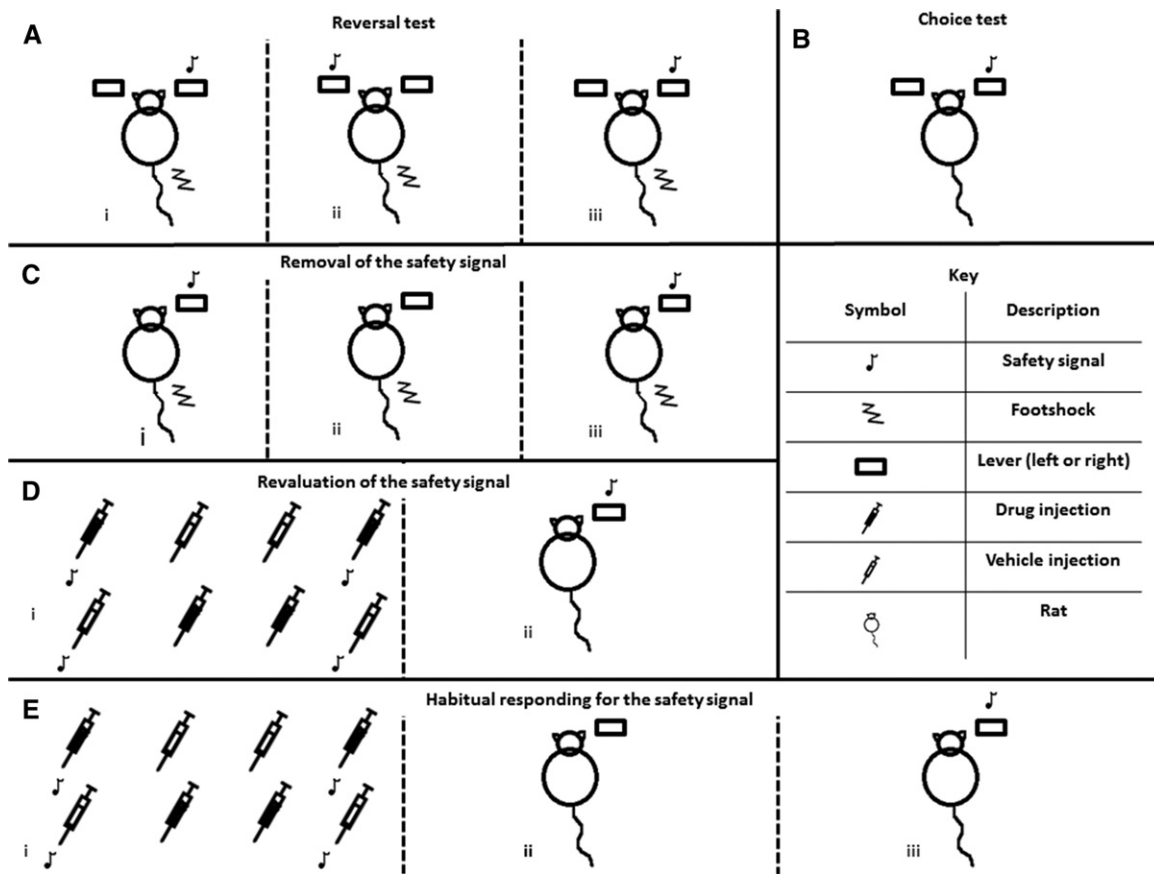 A
Reversal test
i
ii
iii
B
Choice test
C
Removal of the safety signal
i
ii
iii
Key
Symbol Description
Safety signal
Footshock
Lever (left or right)
Drug injection
Vehicle injection
Rat
D
Revaluation of the safety signal
i
ii
E
Habitual responding for the safety signal
i
ii
iii